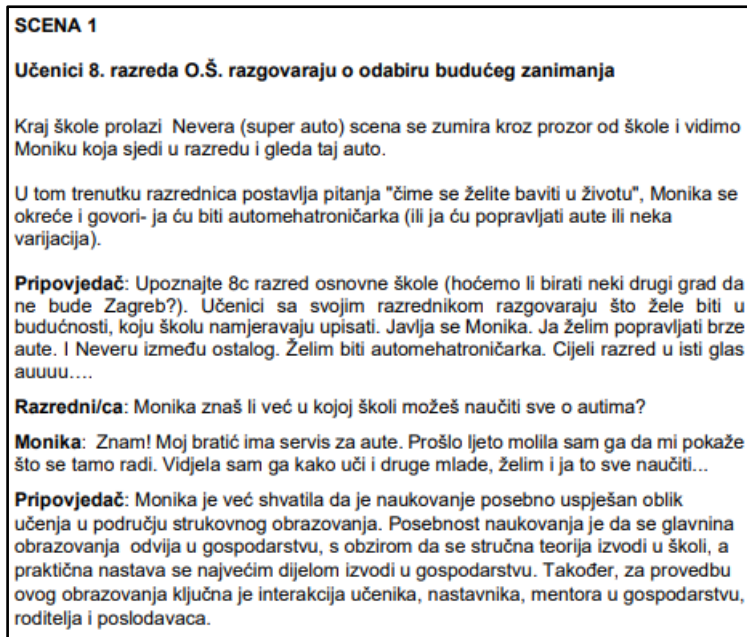 SCENA 1
Učenici 8. razreda O.Š. razgovaraju o odabiru budućeg zanimanja
Kraj škole prolazi  Nevera (super auto) scena se zumira kroz prozor od škole i vidimo
Moniku koja sjedi u razredu i gleda taj auto.
U tom trenutku razrednica postavlja pitanja "čime se želite baviti u životu", Monika se
okreće i govori- ja ću biti automehatroničarka (ili ja ću popravljati aute ili neka
varijacija).
Pripovjedač: Upoznajte 8c razred osnovne škole (hoćemo li birati neki drugi grad da
ne bude Zagreb?). Učenici sa svojim razrednikom razgovaraju što žele biti u
budućnosti, koju školu namjeravaju upisati. Javlja se Monika. Ja želim popravljati brze
aute. I Neveru između ostalog. Želim biti automehatroničarka. Cijeli razred u isti glas
auuuu….
Razredni/ca: Monika znaš li već u kojoj školi možeš naučiti sve o autima?
Monika:  Znam! Moj bratić ima servis za aute. Prošlo ljeto molila sam ga da mi pokaže
što se tamo radi. Vidjela sam ga kako uči i druge mlade, želim i ja to sve naučiti...
Pripovjedač: Monika je već shvatila da je naukovanje posebno uspješan oblik
učenja u području strukovnog obrazovanja. Posebnost naukovanja je da se glavnina
obrazovanja  odvija u gospodarstvu, s obzirom da se stručna teorija izvodi u školi, a
praktična nastava se najvećim dijelom izvodi u gospodarstvu. Također, za provedbu
ovog obrazovanja ključna je interakcija učenika, nastavnika, mentora u gospodarstvu,
roditelja i poslodavaca.